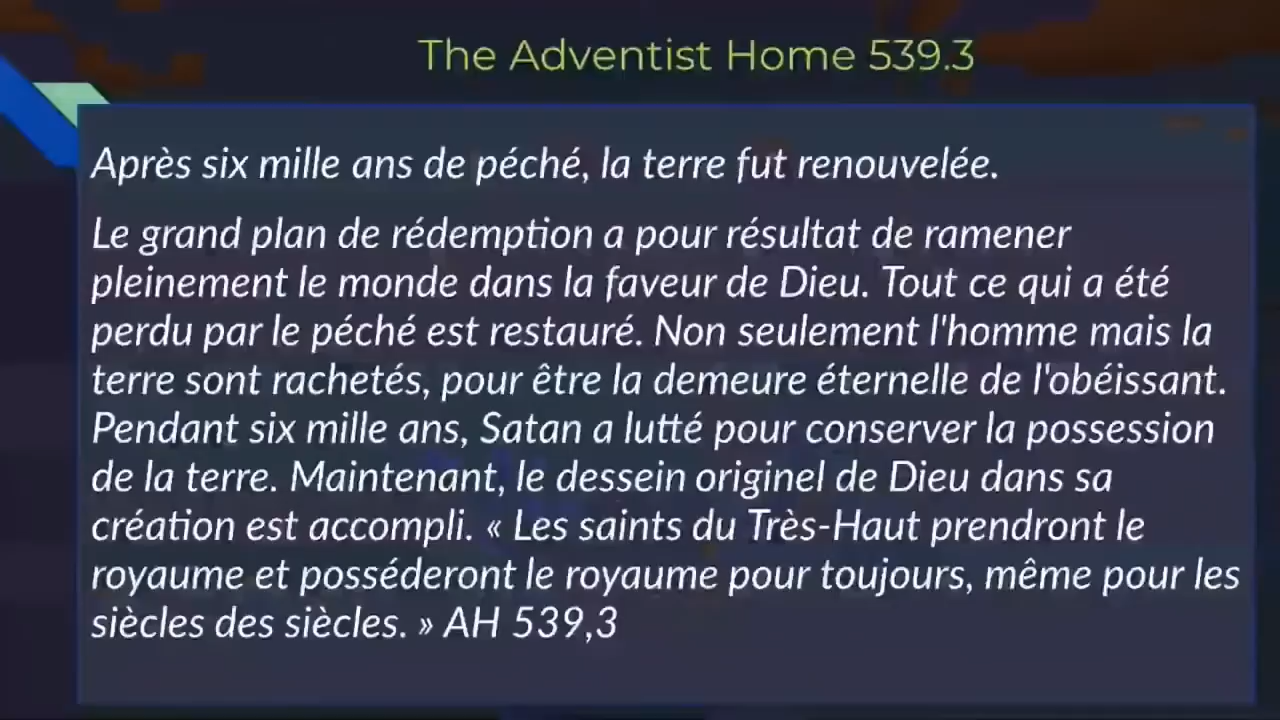 The Adventist Home 539.3
Après six mille ans de péché, la terre fut renouvelée.
Le grand plan de rédemption a pour résultat de ramener
pleinement le monde dans la faveur de Dieu. Tout ce qui a été
perdu par le péché est restauré. Non seulement l'homme mais la
terre sont rachetés, pour être la demeure éternelle de l'obéissant.
Pendant six mille ans, Satan a lutté pour conserver la possession
de la terre. Maintenant, le dessein originel de Dieu dans sa
création est accompli. « Les saints du Très-Haut prendront le
royaume et posséderont le royaume pour toujours, même pour les
siècles des siècles. » AH 539,3